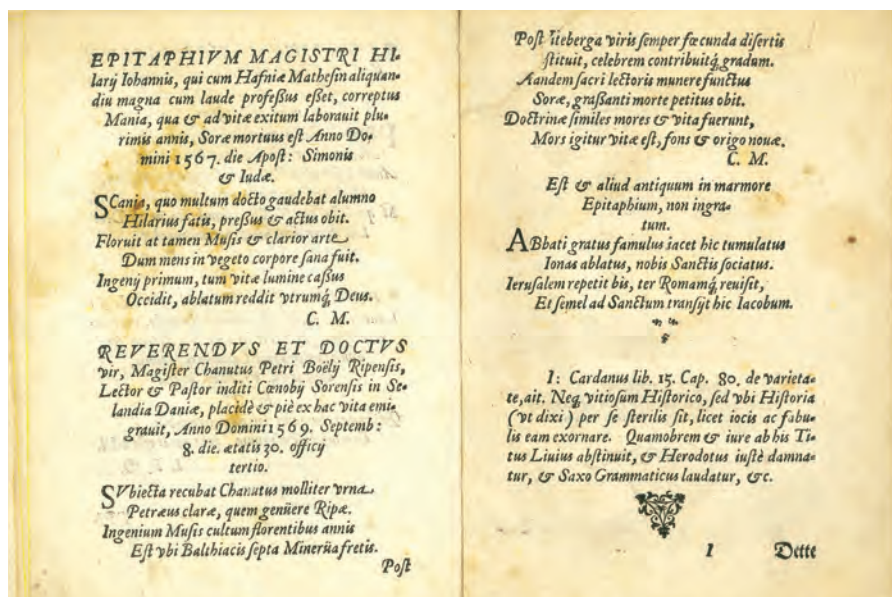 EPITAPHIVM MAGISTRI HI-
larij Iohannis, qui cum Hafniæ Mathesin aliquan-
diu magna cum laude professus esset, correptus
Mania, qua & ad vitæ exitum laborauit plu-
rimis annis, Soræ mortuus est Anno Do-
mini 1567. die Apost: Simonis
& Iudæ.
SCania, quo multum docto gaudebat alumno
Hilarius fatis, pressus & actus obit.
Floruit at tamen Musis & clarior arte
Dum mens in vegeto corpore sana fuit.
Ingenij primum, tum vitæ lumine cassus
Occidit, ablatum reddit vtrumq́, Deus.
C. M.
REVERENDVS ET DOCTVS
vir, Magister Chanutus Petri Boëlij Ripensis,
Lector & Pastor inditi Cœnobij Sorensis in Se-
landia Daniæ, placidè & piè ex hac vita emi-
grauit, Anno Domini 1569. Septemb:
8. die. ætatis 30. officij
tertio.
SVbiecta recubat Chanutus molliter vrna
Petræus claræ, quem genüere Ripæ.
Ingenium Musis cultum florentibus annis
Est vbi Balthiacis septa Minerüa fretis.
Post
Post iteberga viris semper fœcunda disertis
stituit, celebrem contribuitq́, gradum.
Aandem sacri lectoris munere functus
Soræ, grassanti morte petitus obit.
Doctrinæ similes mores & vita fuerunt,
Mors igitur vitæ est, fons & origo nouæ.
C. M.
Est & aliud antiquum in marmore
Epitaphium, non ingra-
tum.
ABbati gratus famulus iacet hic tumulatus
Ionas ablatus, nobis Sanctis sociatus.
Ierusalem repetit bis, ter Romamq́, reuisit,
Et semel ad Sanctum transijt hic Iacobum.
I: Cardanus lib. 15. Cap. 80. de varieta-
te, ait. Neq, vitiosum Historico, sed vbi Historia
(vt dixi) per se sterilis sit, licet iocis ac fabu-
lis eam exornare. Quamobrem & iure ab his Ti-
tus Liuius abstinuit, & Herodotus iustè damna-
tur, & Saxo Grammaticus laudatur, &c.
I Dette